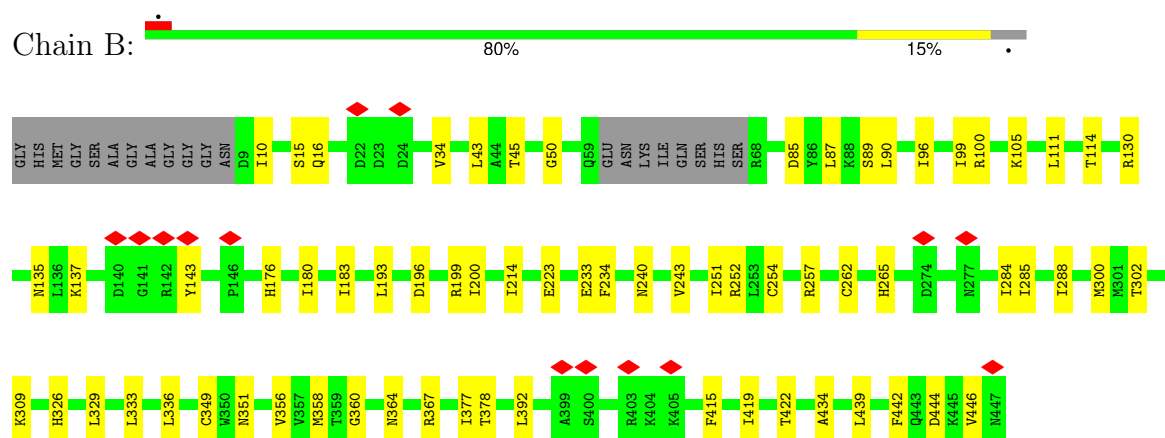 Chain B:
80% 15%
GLY HIS MET GLY SER ALA GLY ALA GLY GLY GLY ASN D9 I10 S15 Q16 D22 D23 D24 V34 L43 A44 T45 G50 Q59 GLU ASN LYS ILE GLN SER HIS SER R68 D85 Y86 L87 K88 S89 L90 I96 I99 R100 K105 L111 T114 R130
N135 L136 K137 D140 G141 R142 Y143 P146 H176 I180 I183 L193 D196 R199 I200 I214 E223 E233 F234 N240 V243 I251 R252 L253 C254 R257 C262 H265 D274 N277 I284 I285 I288 M300 M301 T302
K309 H326 L329 L333 L336 C349 W350 N351 V356 V357 M358 T359 G360 N364 R367 I377 T378 L392 A399 S400 R403 K404 K405 F415 I419 T422 A434 L439 F442 Q443 D444 K445 V446 N447